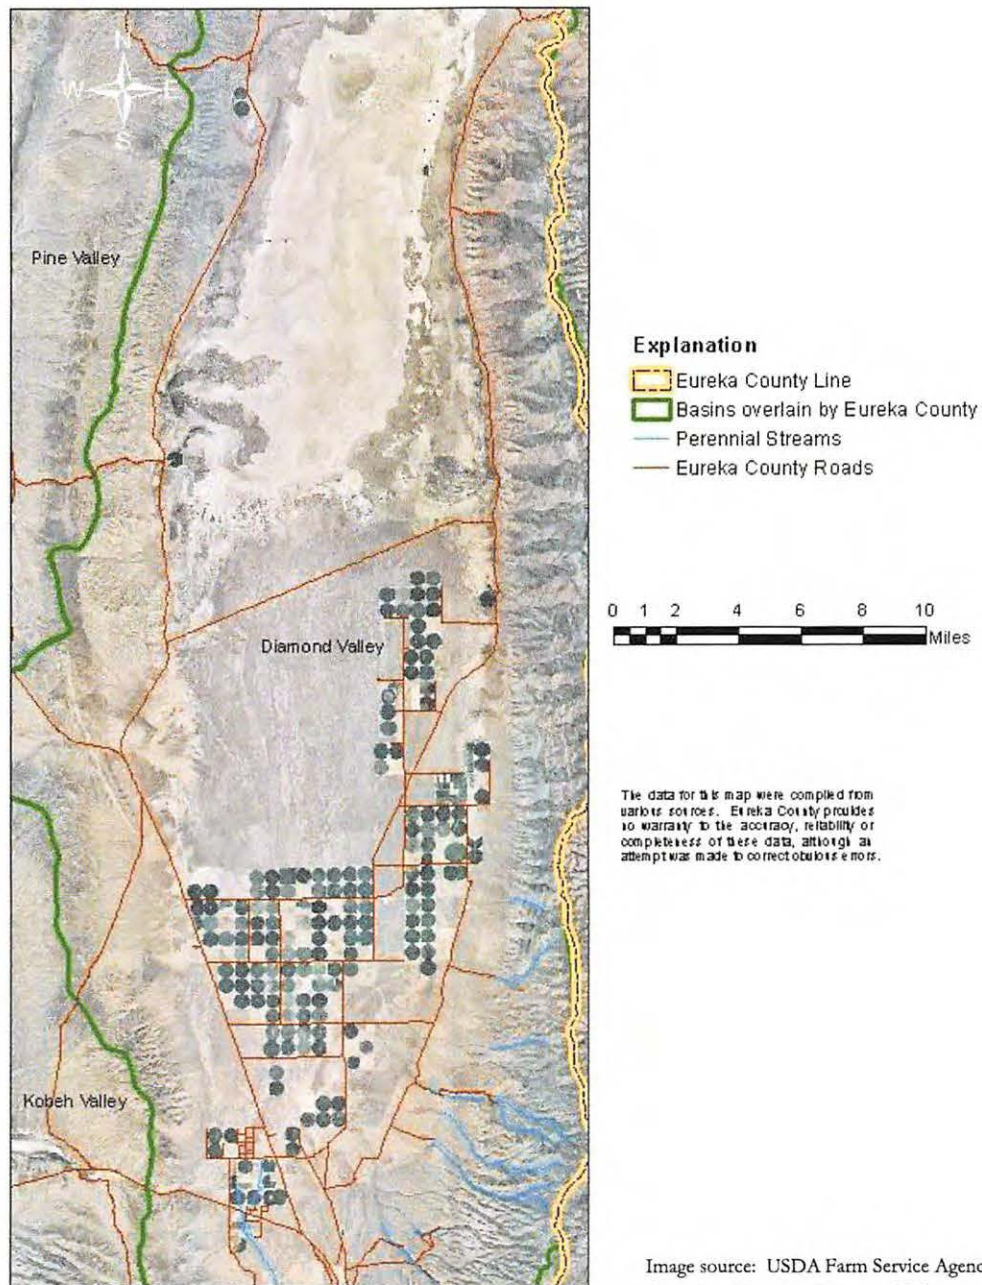 N
W E
S
Pine Valley
Explanation
Eureka County Line
Basins overlain by Eureka County
Perennial Streams
Eureka County Roads
0 1 2 4 6 8 10
Miles
Diamond Valley
The data for this map were compiled from
various sources. Eureka County provides
no warranty to the accuracy, reliability or
completeness of these data, although an
attempt was made to correct obvious errors.
Kobeh Valley
Image source: USDA Farm Service Agenc